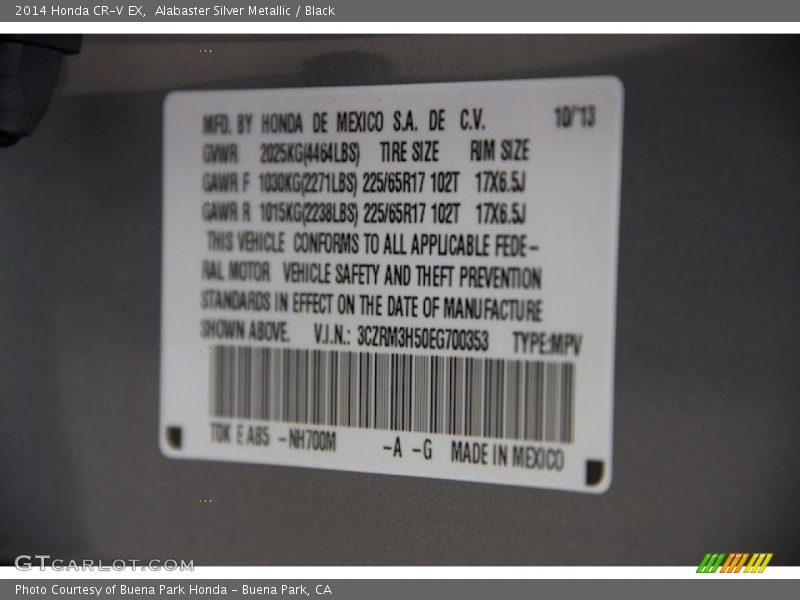 2014 Honda CR-V EX,  Alabaster Silver Metallic / Black
MFD. BY HONDA DE MEXICO S.A. DE C.V. 10/'13
GVWR 2025KG(4464LBS) TIRE SIZE RIM SIZE
GAWR F 1030KG(2271LBS) 225/65R17 102T 17X6.5J
GAWR R 1015KG(2238LBS) 225/65R17 102T 17X6.5J
THIS VEHICLE CONFORMS TO ALL APPLICABLE FEDE-
RAL MOTOR VEHICLE SAFETY AND THEFT PREVENTION
STANDARDS IN EFFECT ON THE DATE OF MANUFACTURE
SHOWN ABOVE. V.I.N.: 3CZRM3H50EG700353 TYPE:MPV
T0K E AB5 -NH700M -A -G MADE IN MEXICO
GTCARLOT.COM
Photo Courtesy of Buena Park Honda - Buena Park, CA